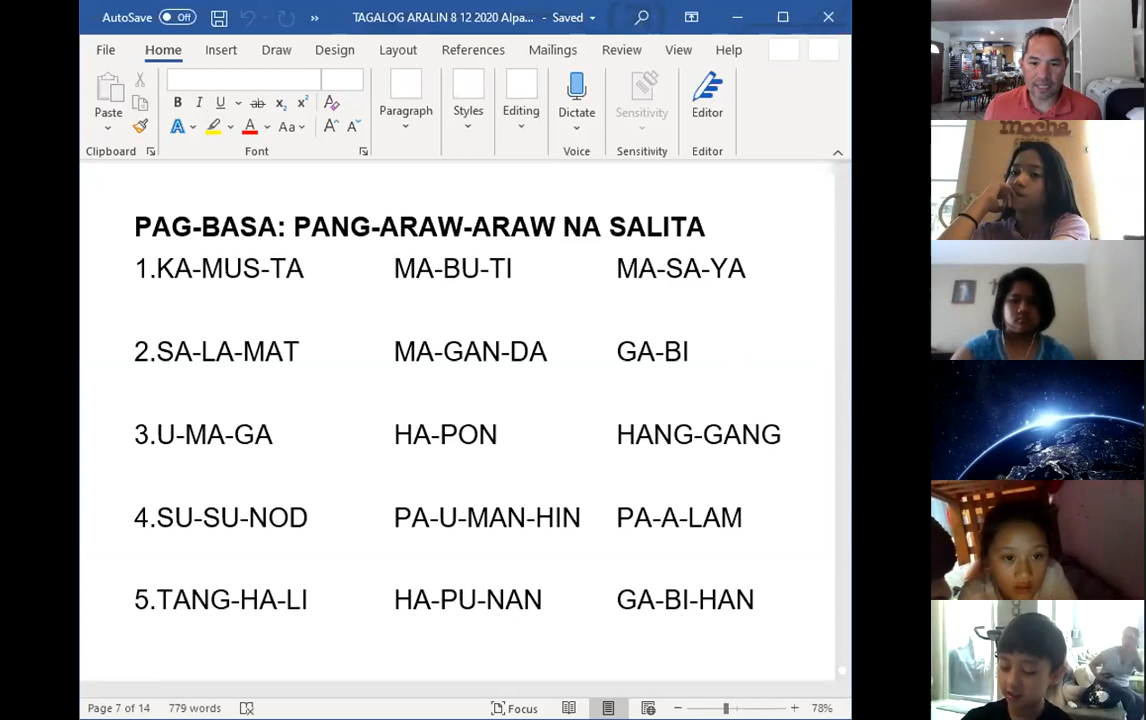 AutoSave Off TAGALOG ARALIN 8 12 2020 Alpa... - Saved
File Home Insert Draw Design Layout References Mailings Review View Help
Paste B I U ab x₂ x² A Aa A A Paragraph Styles Editing Dictate Sensitivity Editor
Clipboard Font Voice Sensitivity Editor
PAG-BASA: PANG-ARAW-ARAW NA SALITA
1.KA-MUS-TA MA-BU-TI MA-SA-YA
2.SA-LA-MAT MA-GAN-DA GA-BI
3.U-MA-GA HA-PON HANG-GANG
4.SU-SU-NOD PA-U-MAN-HIN PA-A-LAM
5.TANG-HA-LI HA-PU-NAN GA-BI-HAN
Page 7 of 14 779 words Focus 78%
mocha